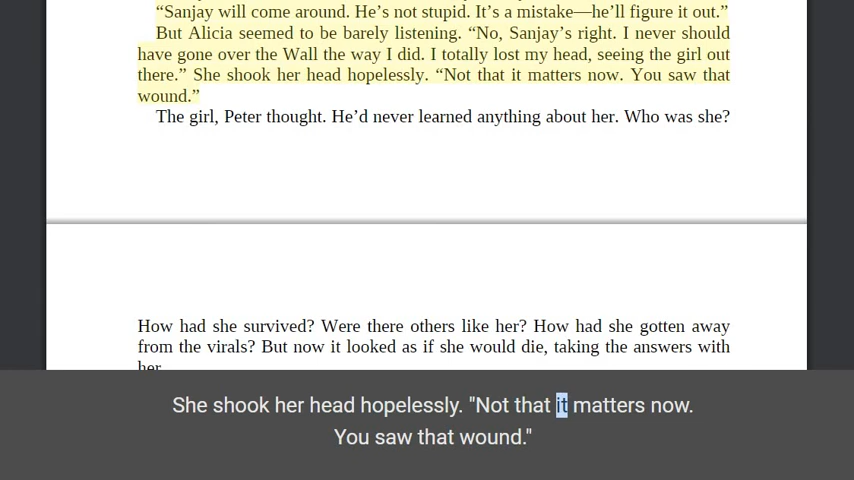 “Sanjay will come around. He’s not stupid. It’s a mistake—he’ll figure it out.”
But Alicia seemed to be barely listening. “No, Sanjay’s right. I never should
have gone over the Wall the way I did. I totally lost my head, seeing the girl out
there.” She shook her head hopelessly. “Not that it matters now. You saw that
wound.”
The girl, Peter thought. He’d never learned anything about her. Who was she?
How had she survived? Were there others like her? How had she gotten away
from the virals? But now it looked as if she would die, taking the answers with
her
She shook her head hopelessly. "Not that it matters now.
You saw that wound."